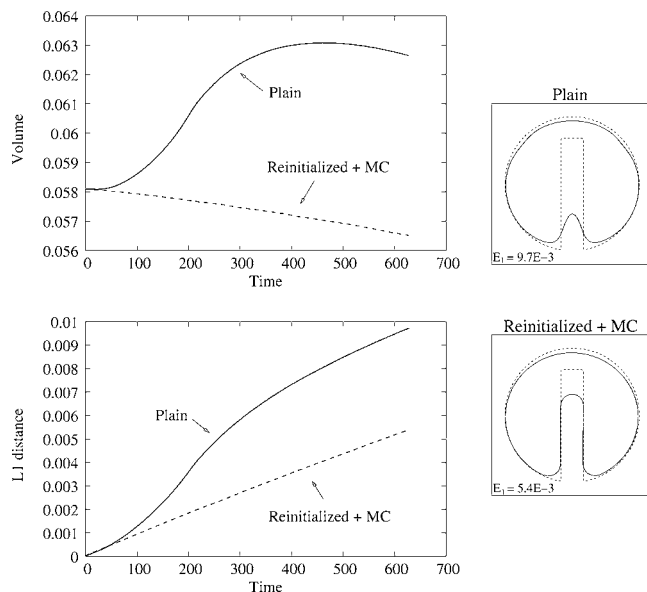 0.064
0.063
0.062
0.061
0.06
0.059
0.058
0.057
0.056
Volume
0 100 200 300 400 500 600 700
Time
Plain
Reinitialized + MC
Plain
E₁ = 9.7E−3
0.01
0.009
0.008
0.007
0.006
0.005
0.004
0.003
0.002
0.001
0
L1 distance
0 100 200 300 400 500 600 700
Time
Plain
Reinitialized + MC
Reinitialized + MC
E₁ = 5.4E−3